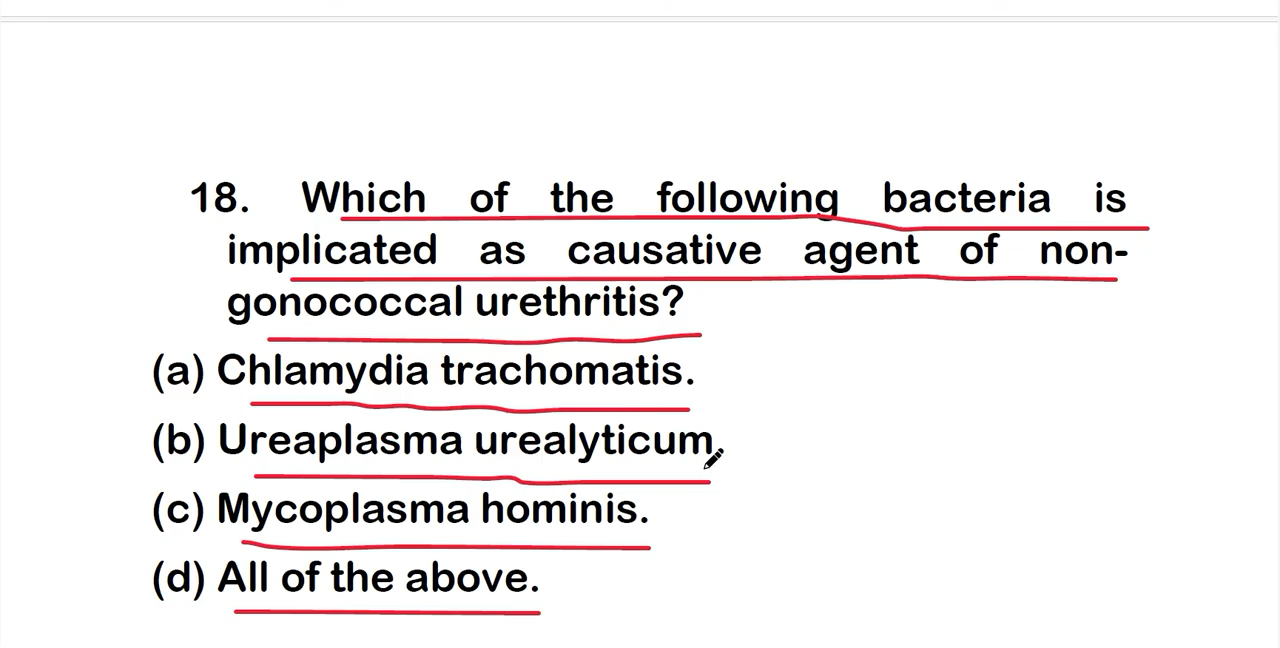 18. Which of the following bacteria is
implicated as causative agent of non-
gonococcal urethritis?
(a) Chlamydia trachomatis.
(b) Ureaplasma urealyticum.
(c) Mycoplasma hominis.
(d) All of the above.